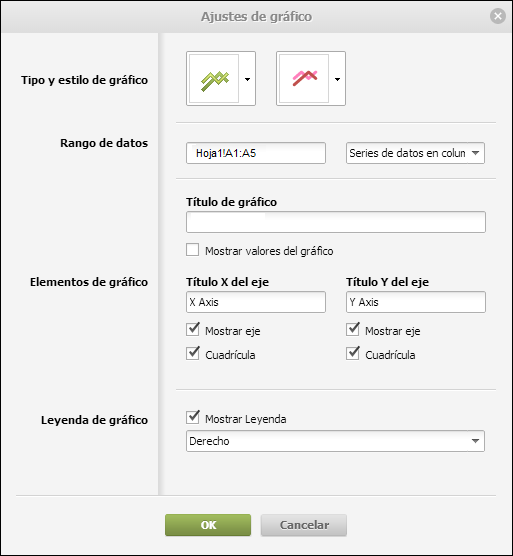 Ajustes de gráfico
Tipo y estilo de gráfico
Rango de datos
Hoja1!A1:A5
Series de datos en colun
Título de gráfico
Mostrar valores del gráfico
Elementos de gráfico
Título X del eje
Título Y del eje
X Axis
Y Axis
Mostrar eje
Mostrar eje
Cuadrícula
Cuadrícula
Leyenda de gráfico
Mostrar Leyenda
Derecho
OK
Cancelar